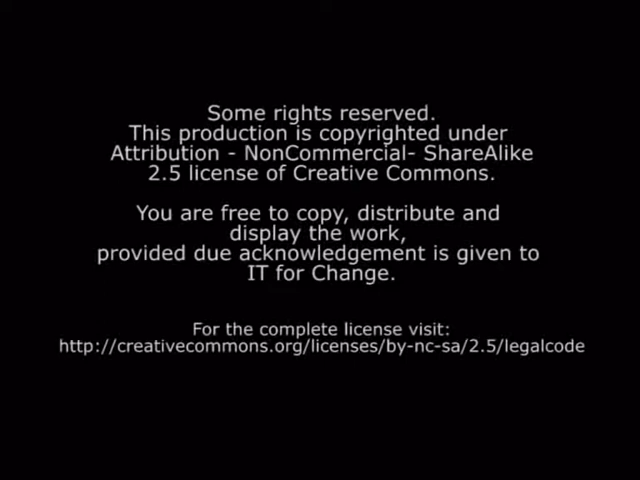 Some rights reserved.
This production is copyrighted under
Attribution - NonCommercial- ShareAlike
2.5 license of Creative Commons.
You are free to copy, distribute and
display the work,
provided due acknowledgement is given to
IT for Change.
For the complete license visit:
http://creativecommons.org/licenses/by-nc-sa/2.5/legalcode